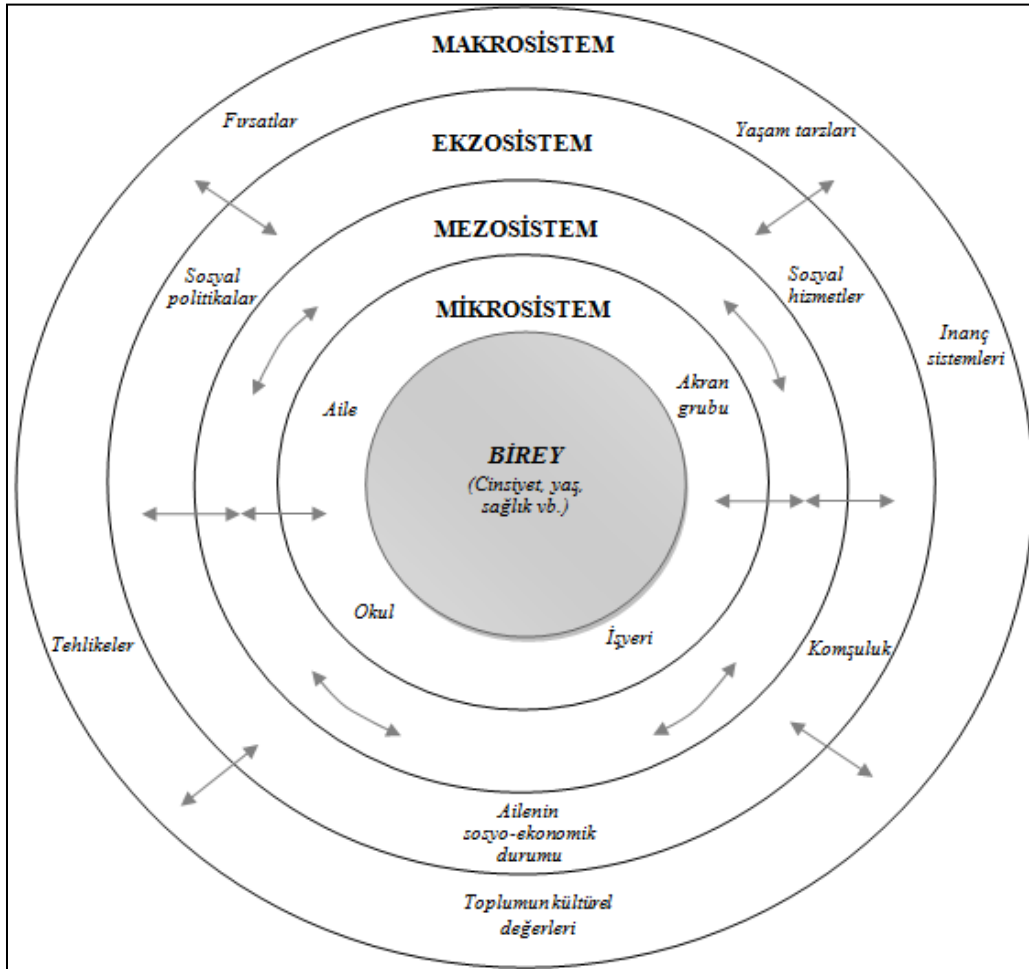 MAKROSİSTEM
Fırsatlar
Yaşam tarzları
EKZOSİSTEM
MEZOSİSTEM
Sosyal
politikalar
Sosyal
hizmetler
MİKROSİSTEM
İnanç
sistemleri
Aile
Akran
grubu
BİREY
(Cinsiyet, yaş,
sağlık vb.)
Okul
İşyeri
Tehlikeler
Komşuluk
Ailenin
sosyo-ekonomik
durumu
Toplumun kültürel
değerleri